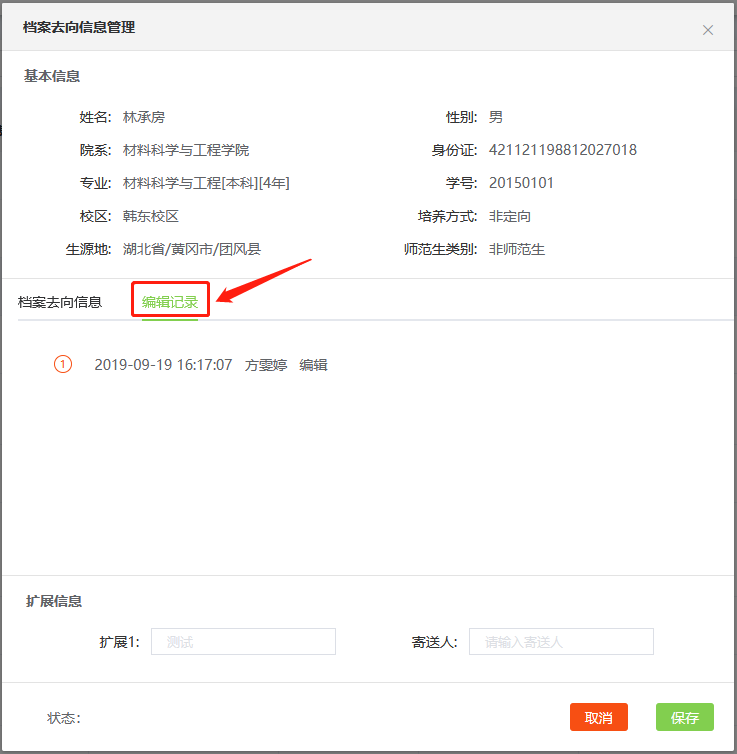 档案去向信息管理
基本信息
姓名: 林承房 性别: 男
院系: 材料科学与工程学院 身份证: 421121198812027018
专业: 材料科学与工程[本科][4年] 学号: 20150101
校区: 韩东校区 培养方式: 非定向
生源地: 湖北省/黄冈市/团风县 师范生类别: 非师范生
档案去向信息 编辑记录
1 2019-09-19 16:17:07 方雯婷 编辑
扩展信息
扩展1: 测试 寄送人: 请输入寄送人
状态: 取消 保存